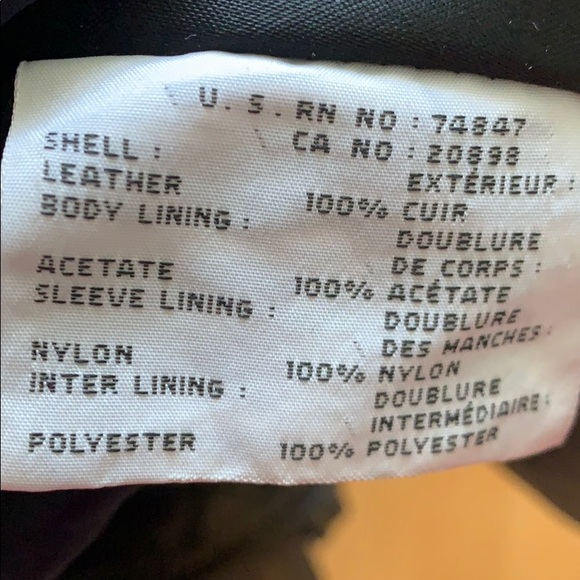 U.S. RN NO : 74847
CA NO : 20898
SHELL : EXTÉRIEUR :
LEATHER 100% CUIR
BODY LINING : DOUBLURE
DE CORPS :
ACETATE 100% ACÉTATE
SLEEVE LINING : DOUBLURE
DES MANCHES:
NYLON 100% NYLON
INTER LINING : DOUBLURE
INTERMÉDIAIRE:
POLYESTER 100% POLYESTER